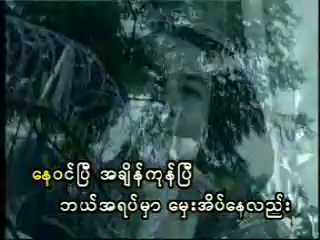 နေဝင်ပြီ အချိန်ကုန်ပြီ
ဘယ်အရပ်မှာ မှေးအိပ်နေလည်း